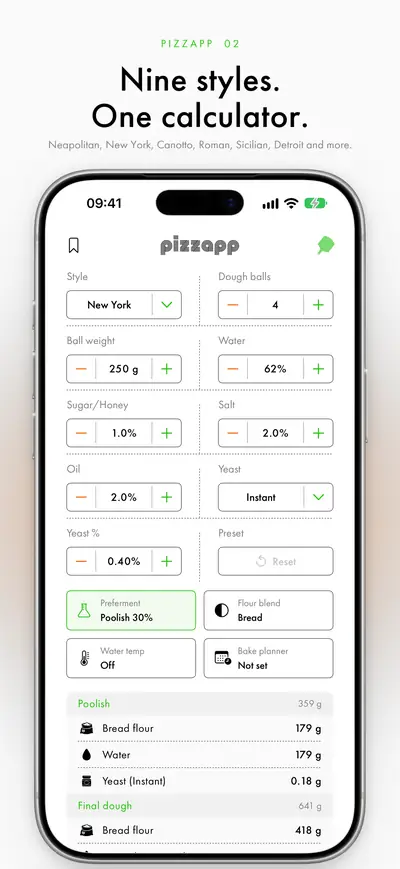 PIZZAPP 02
Nine styles.
One calculator.
Neapolitan, New York, Canotto, Roman, Sicilian, Detroit and more.
09:41
pizzapp
Style
Dough balls
New York
4
Ball weight
Water
250 g
62%
Sugar/Honey
Salt
1.0%
2.0%
Oil
Yeast
2.0%
Instant
Yeast %
Preset
0.40%
Reset
Preferment
Poolish 30%
Flour blend
Bread
Water temp
Off
Bake planner
Not set
Poolish 359 g
Bread flour 179 g
Water 179 g
Yeast (Instant) 0.18 g
Final dough 641 g
Bread flour 418 g